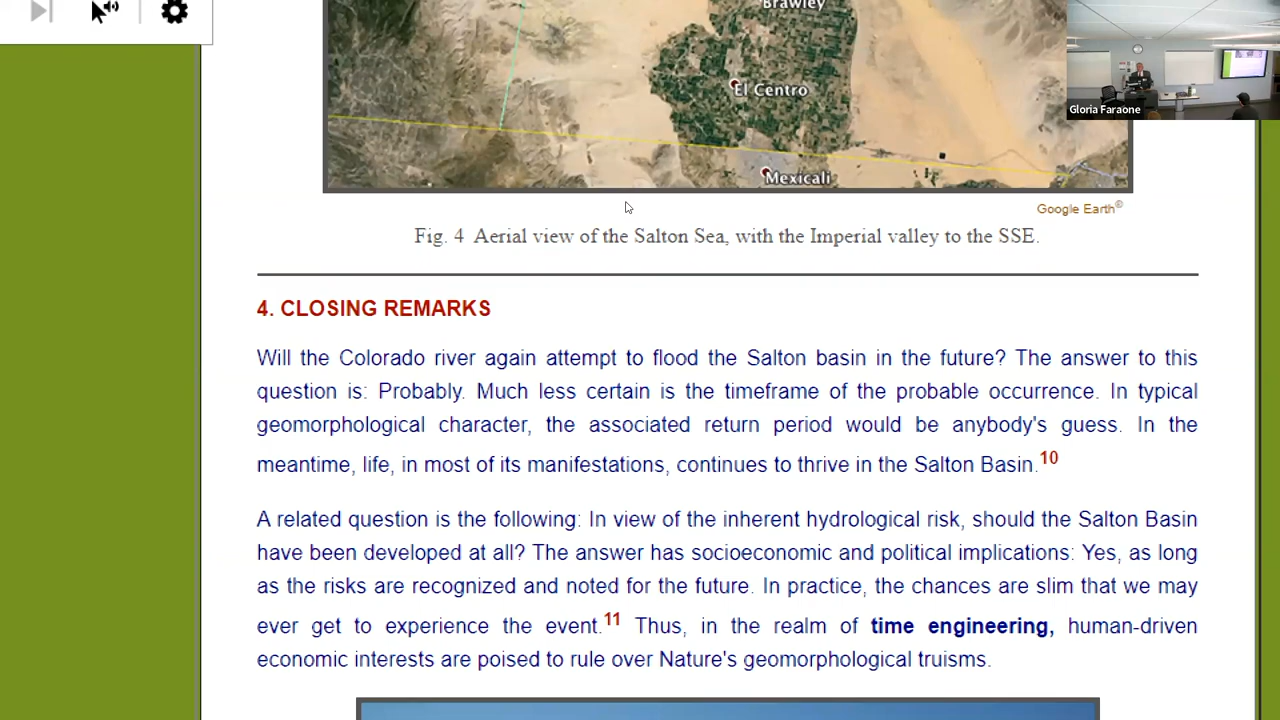 Brawley
El Centro
Mexicali
Gloria Faraone
Google Earth©
Fig. 4 Aerial view of the Salton Sea, with the Imperial valley to the SSE.
4. CLOSING REMARKS
Will the Colorado river again attempt to flood the Salton basin in the future? The answer to this
question is: Probably. Much less certain is the timeframe of the probable occurrence. In typical
geomorphological character, the associated return period would be anybody's guess. In the
meantime, life, in most of its manifestations, continues to thrive in the Salton Basin.10
A related question is the following: In view of the inherent hydrological risk, should the Salton Basin
have been developed at all? The answer has socioeconomic and political implications: Yes, as long
as the risks are recognized and noted for the future. In practice, the chances are slim that we may
ever get to experience the event.11 Thus, in the realm of time engineering, human-driven
economic interests are poised to rule over Nature's geomorphological truisms.